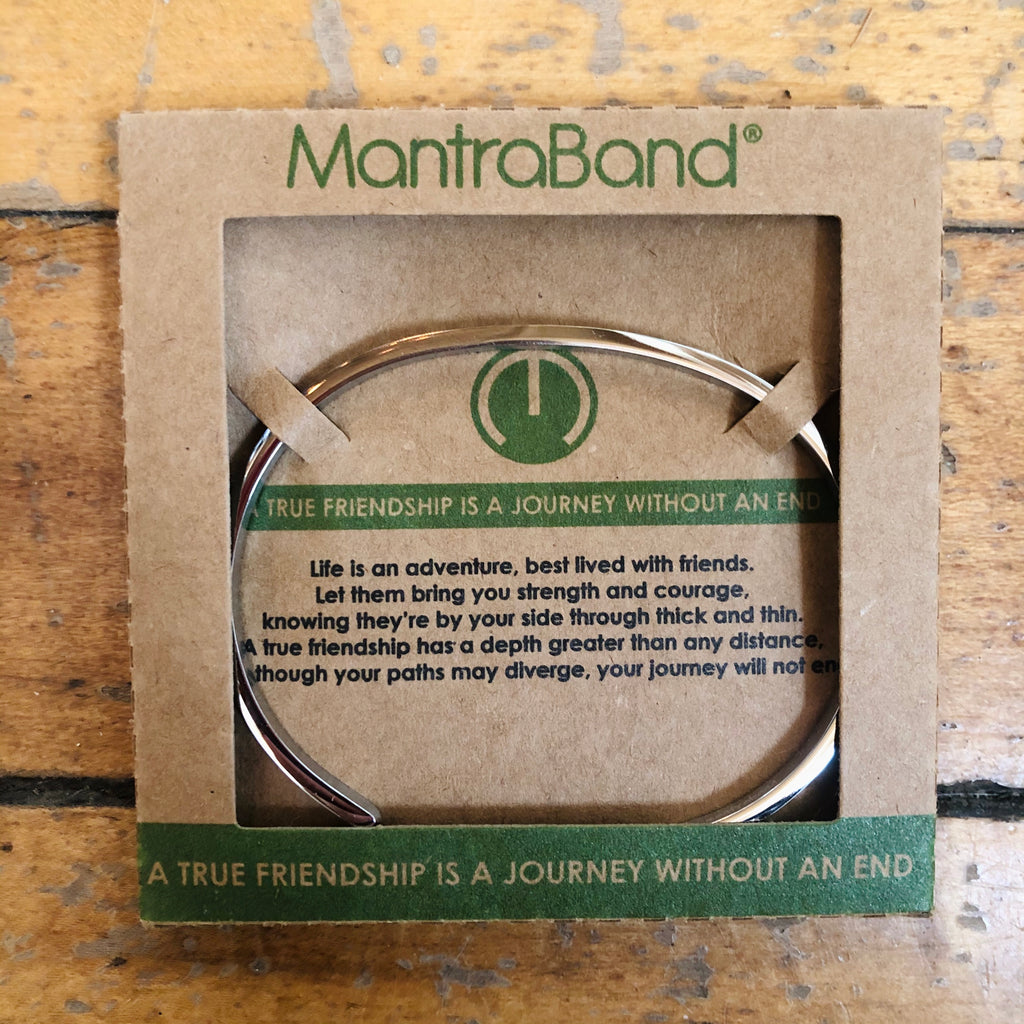 MantraBand®
A TRUE FRIENDSHIP IS A JOURNEY WITHOUT AN END
Life is an adventure, best lived with friends.
Let them bring you strength and courage,
knowing they're by your side through thick and thin.
A true friendship has a depth greater than any distance,
though your paths may diverge, your journey will not en
A TRUE FRIENDSHIP IS A JOURNEY WITHOUT AN END